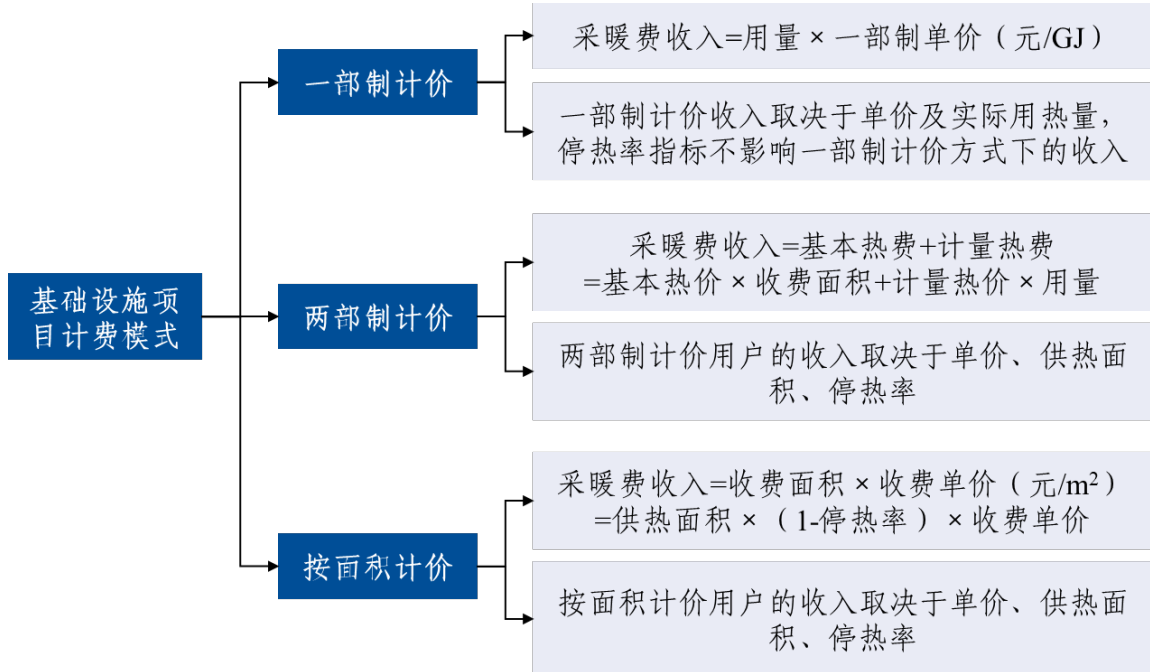 基础设施项
目计费模式
一部制计价
采暖费收入=用量×一部制单价（元/GJ）
一部制计价收入取决于单价及实际用热量，
停热率指标不影响一部制计价方式下的收入
两部制计价
采暖费收入=基本热费+计量热费
=基本热价×收费面积+计量热价×用量
两部制计价用户的收入取决于单价、供热面
积、停热率
按面积计价
采暖费收入=收费面积×收费单价（元/m²）
=供热面积×（1-停热率）×收费单价
按面积计价用户的收入取决于单价、供热面
积、停热率